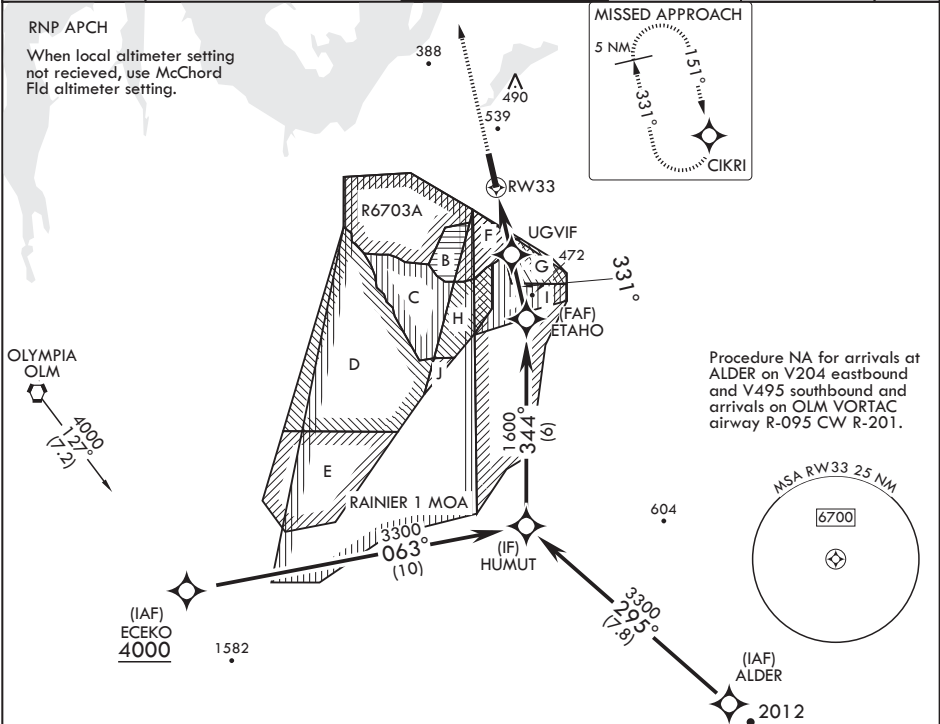 RNP APCH
When local altimeter setting
not recieved, use McChord
Fld altimeter setting.
388
490
539
MISSED APPROACH
5 NM
331°
151°
CIKRI
RW33
R6703A
F
UGVIF
B
G
472
331°
C
H
I
(FAF)
ETAHO
D
J
OLYMPIA
OLM
4000
127°
(7.2)
Procedure NA for arrivals at
ALDER on V204 eastbound
and V495 southbound and
arrivals on OLM VORTAC
airway R-095 CW R-201.
1600
344°
(6)
E
MSA RW33 25 NM
6700
RAINIER 1 MOA
604
3300
063°
(10)
(IF)
HUMUT
3300
295°
(7.8)
(IAF)
ECEKO
4000
1582
(IAF)
ALDER
2012